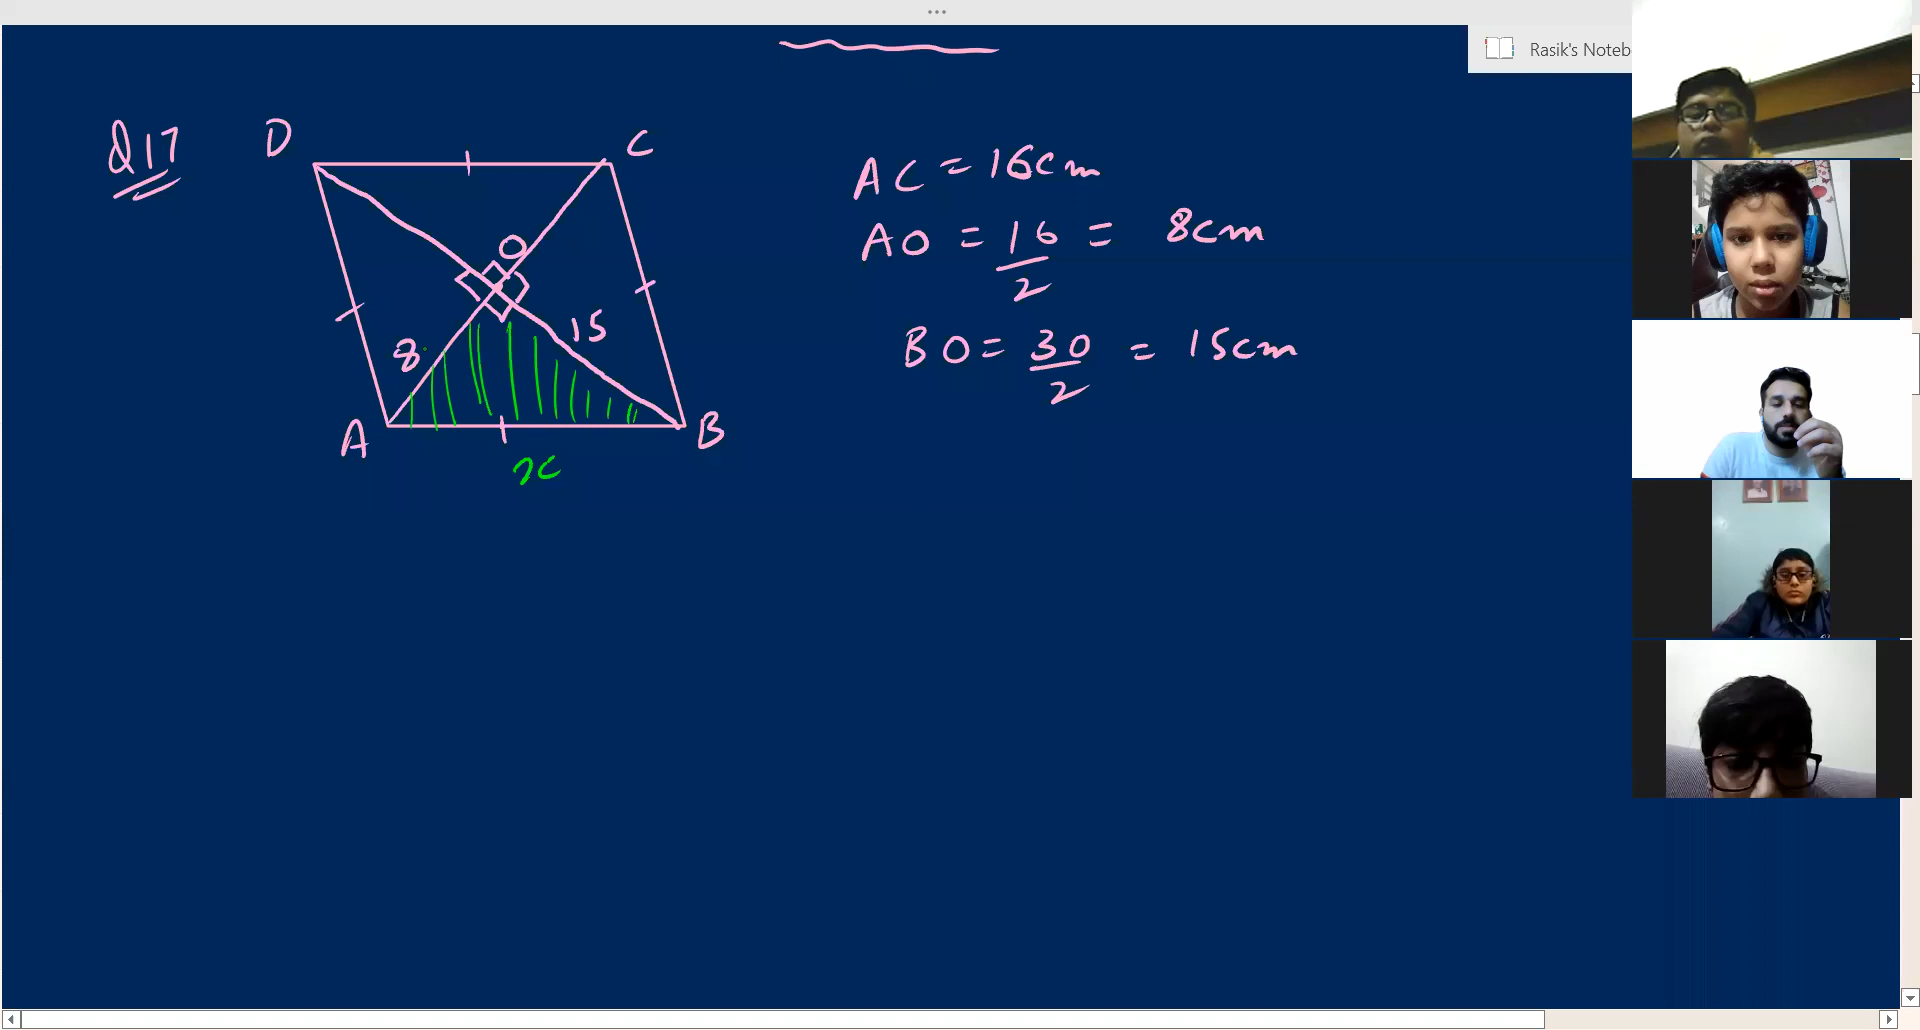 Rasik's Noteb
Q17
D
C
O
8
15
A
B
x
AC = 16cm
AO = 16/2 = 8cm
BO = 30/2 = 15cm